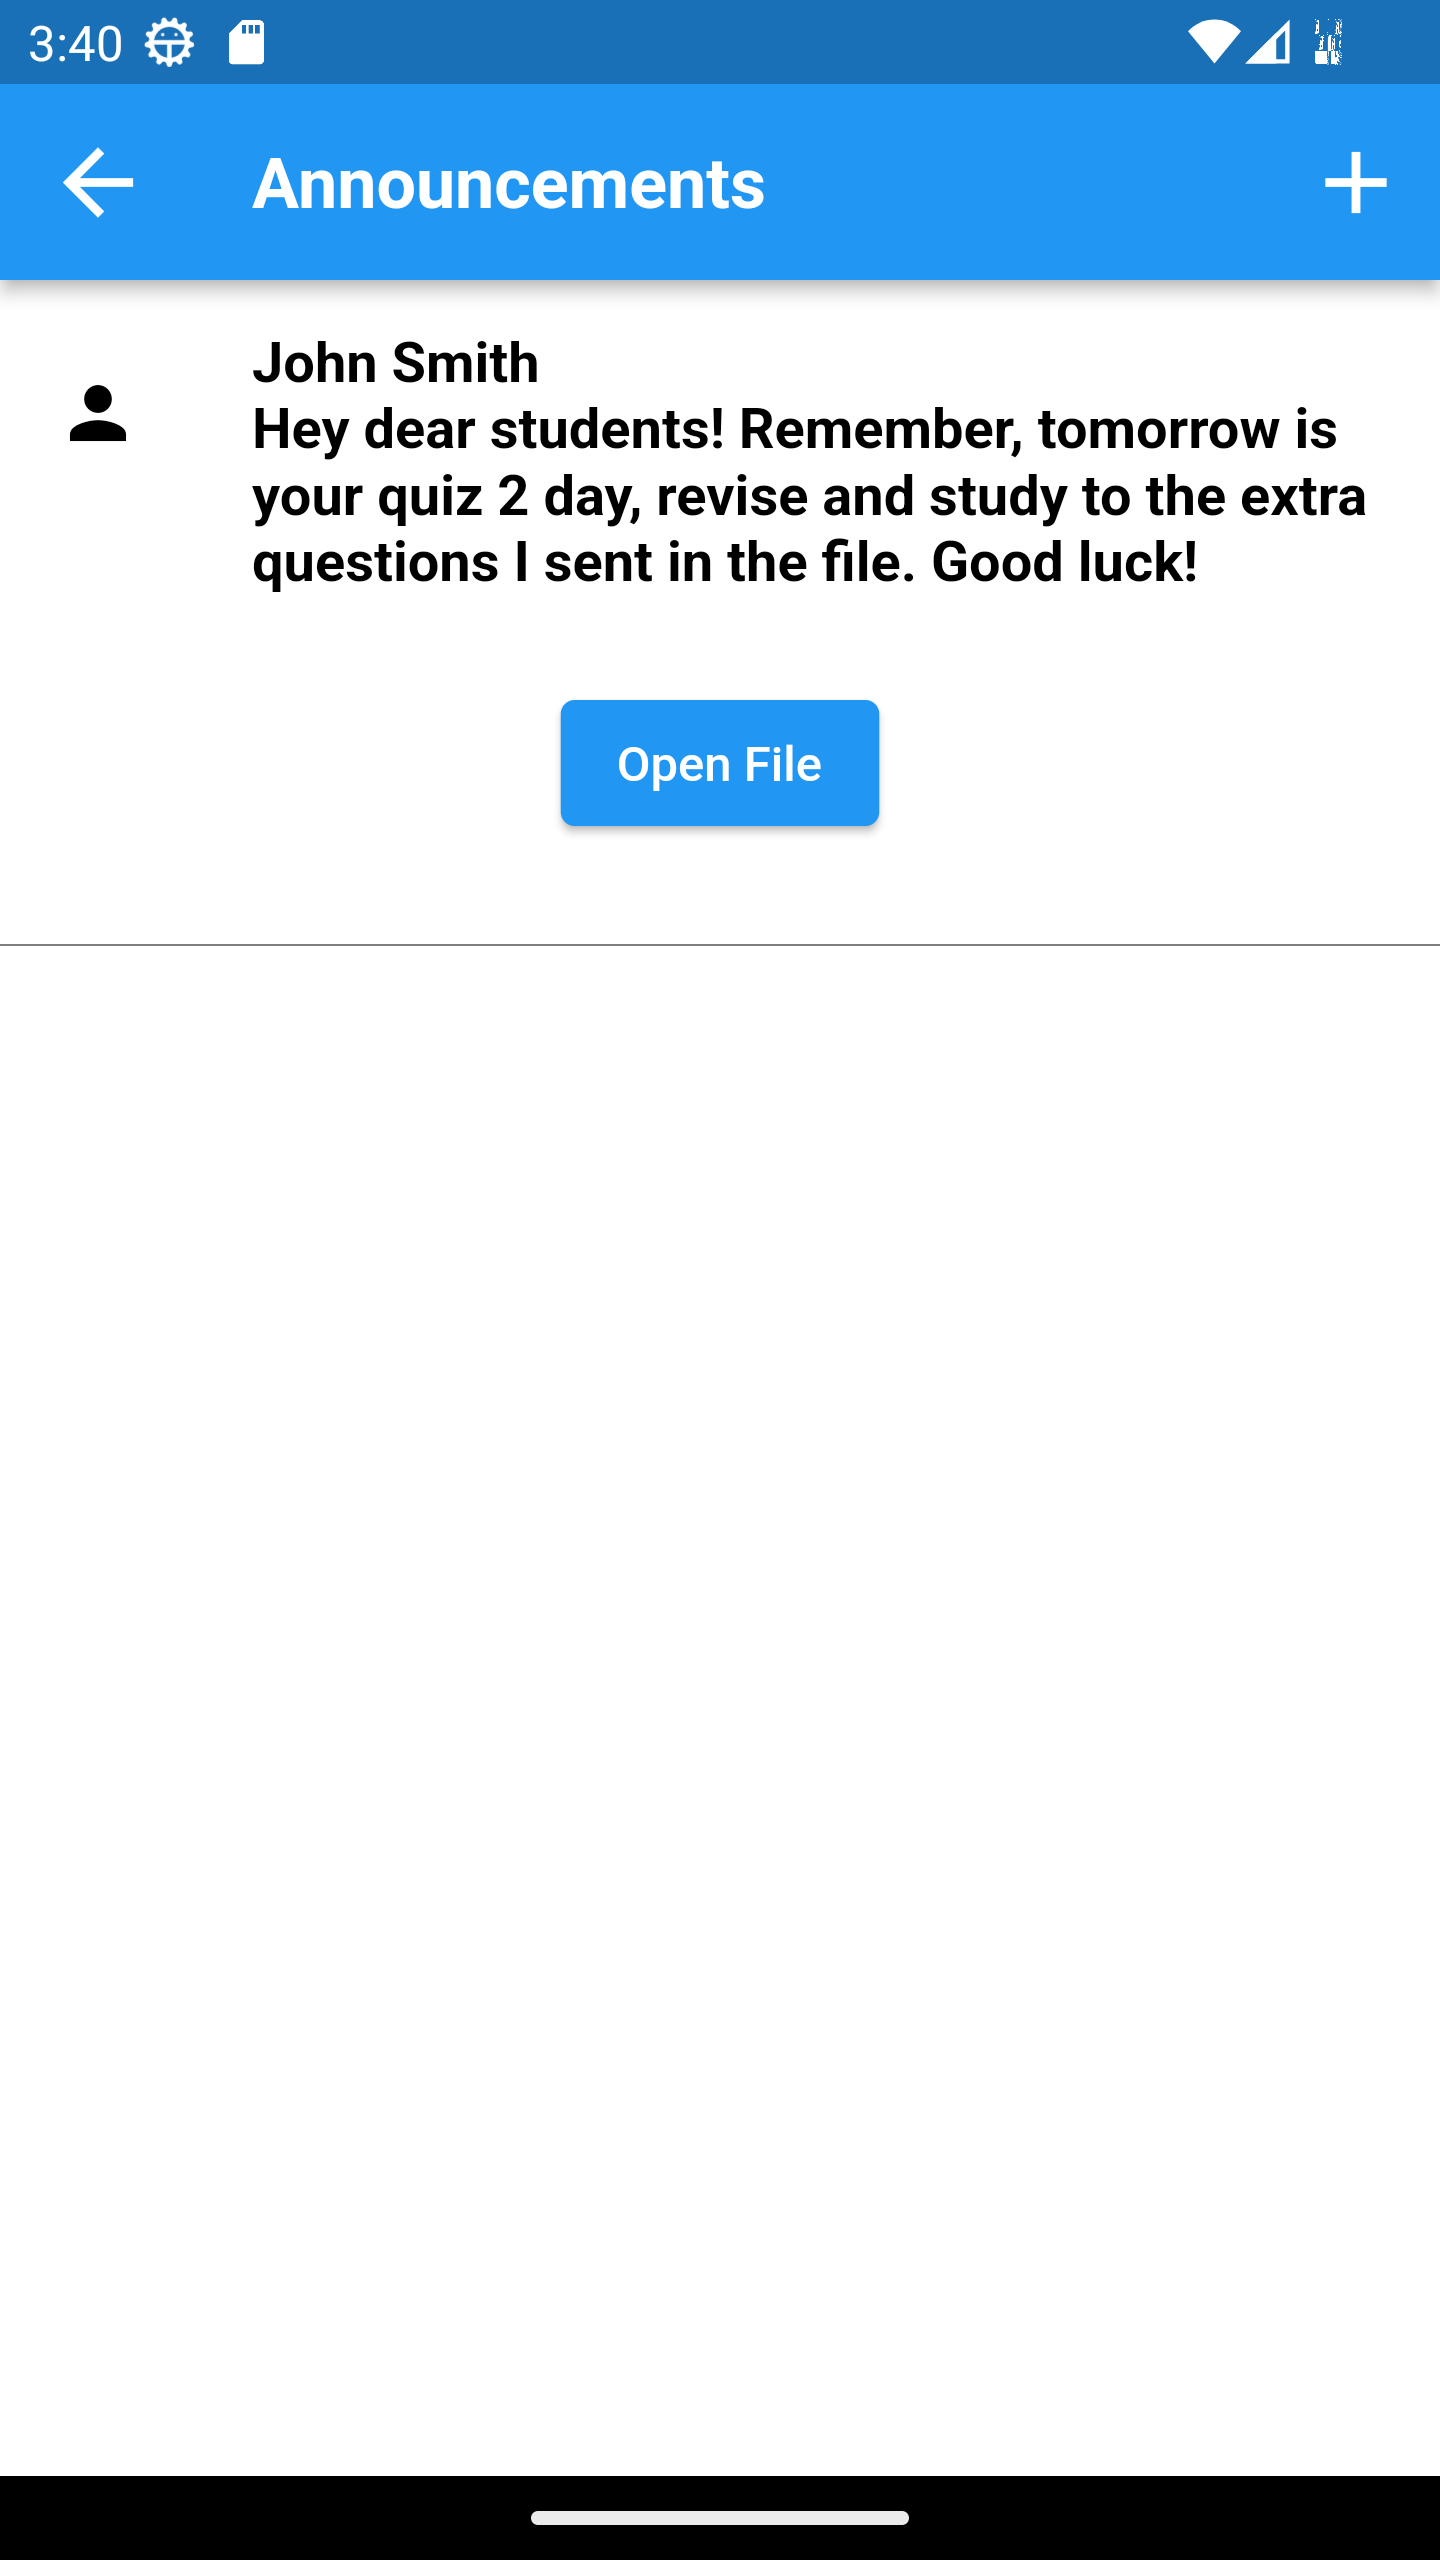 3:40
Announcements
John Smith
Hey dear students! Remember, tomorrow is
your quiz 2 day, revise and study to the extra
questions I sent in the file. Good luck!
Open File